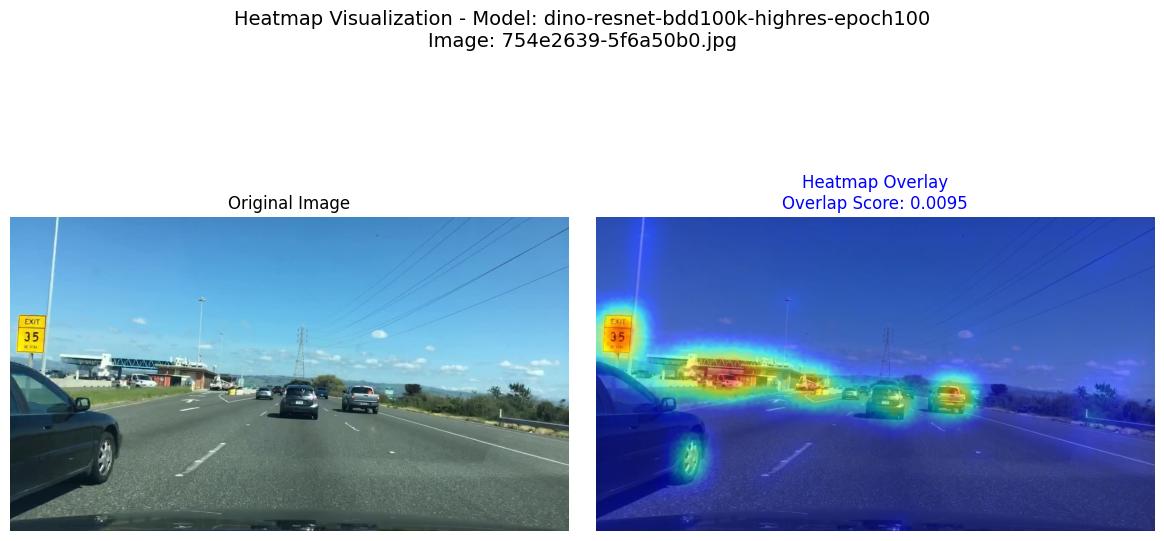 Heatmap Visualization - Model: dino-resnet-bdd100k-highres-epoch100
Image: 754e2639-5f6a50b0.jpg
Original Image
Heatmap Overlay
Overlap Score: 0.0095
EXIT
35
EXIT
35